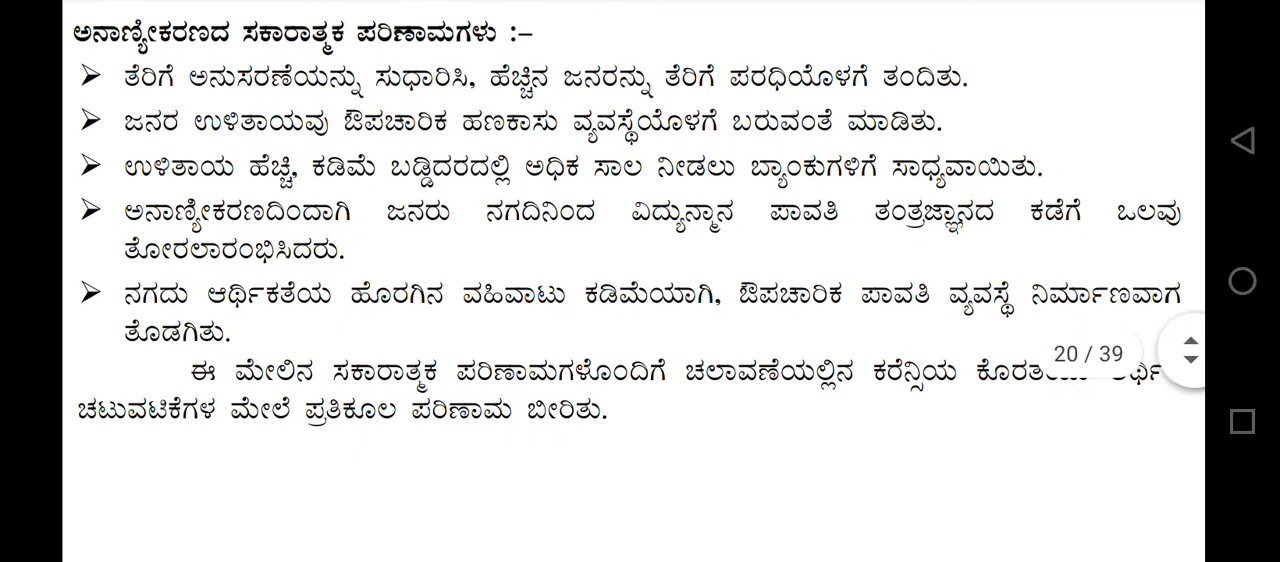 ಅನಾಣ್ಯೀಕರಣದ ಸಕಾರಾತ್ಮಕ ಪರಿಣಾಮಗಳು :–
➢ ತೆರಿಗೆ ಅನುಸರಣೆಯನ್ನು ಸುಧಾರಿಸಿ, ಹೆಚ್ಚಿನ ಜನರನ್ನು ತೆರಿಗೆ ಪರಧಿಯೊಳಗೆ ತಂದಿತು.
➢ ಜನರ ಉಳಿತಾಯವು ಔಪಚಾರಿಕ ಹಣಕಾಸು ವ್ಯವಸ್ಥೆಯೊಳಗೆ ಬರುವಂತೆ ಮಾಡಿತು.
➢ ಉಳಿತಾಯ ಹೆಚ್ಚಿ, ಕಡಿಮೆ ಬಡ್ಡಿದರದಲ್ಲಿ ಅಧಿಕ ಸಾಲ ನೀಡಲು ಬ್ಯಾಂಕುಗಳಿಗೆ ಸಾಧ್ಯವಾಯಿತು.
➢ ಅನಾಣ್ಯೀಕರಣದಿಂದಾಗಿ ಜನರು ನಗದಿನಿಂದ ವಿದ್ಯುನ್ಮಾನ ಪಾವತಿ ತಂತ್ರಜ್ಞಾನದ ಕಡೆಗೆ ಒಲವು
ತೋರಲಾರಂಭಿಸಿದರು.
➢ ನಗದು ಆರ್ಥಿಕತೆಯ ಹೊರಗಿನ ವಹಿವಾಟು ಕಡಿಮೆಯಾಗಿ, ಔಪಚಾರಿಕ ಪಾವತಿ ವ್ಯವಸ್ಥೆ ನಿರ್ಮಾಣವಾಗ
ತೊಡಗಿತು.
20 / 39
ಈ ಮೇಲಿನ ಸಕಾರಾತ್ಮಕ ಪರಿಣಾಮಗಳೊಂದಿಗೆ ಚಲಾವಣೆಯಲ್ಲಿನ ಕರೆನ್ಸಿಯ
ಚಟುವಟಿಕೆಗಳ ಮೇಲೆ ಪ್ರತಿಕೂಲ ಪರಿಣಾಮ ಬೀರಿತು.